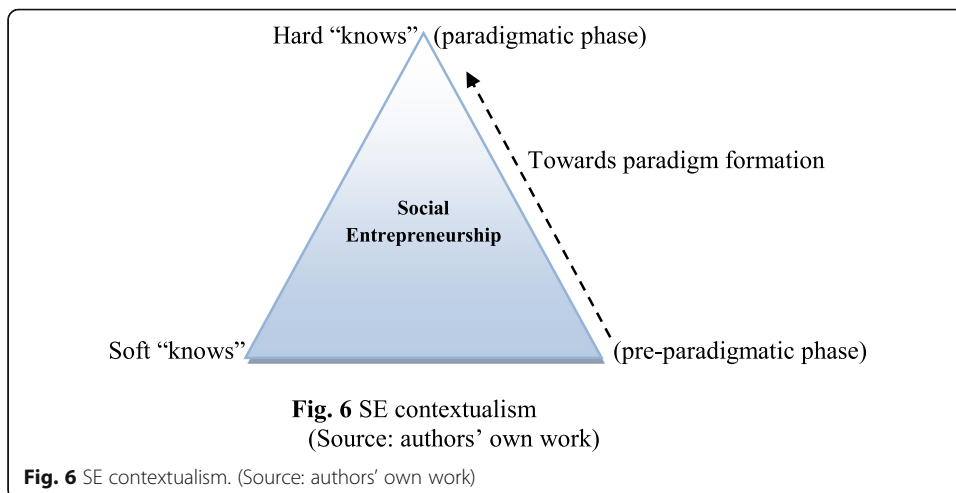 Hard “knows” (paradigmatic phase)
Towards paradigm formation
Social
Entrepreneurship
Soft “knows” (pre-paradigmatic phase)
Fig. 6 SE contextualism
(Source: authors’ own work)
Fig. 6 SE contextualism. (Source: authors’ own work)